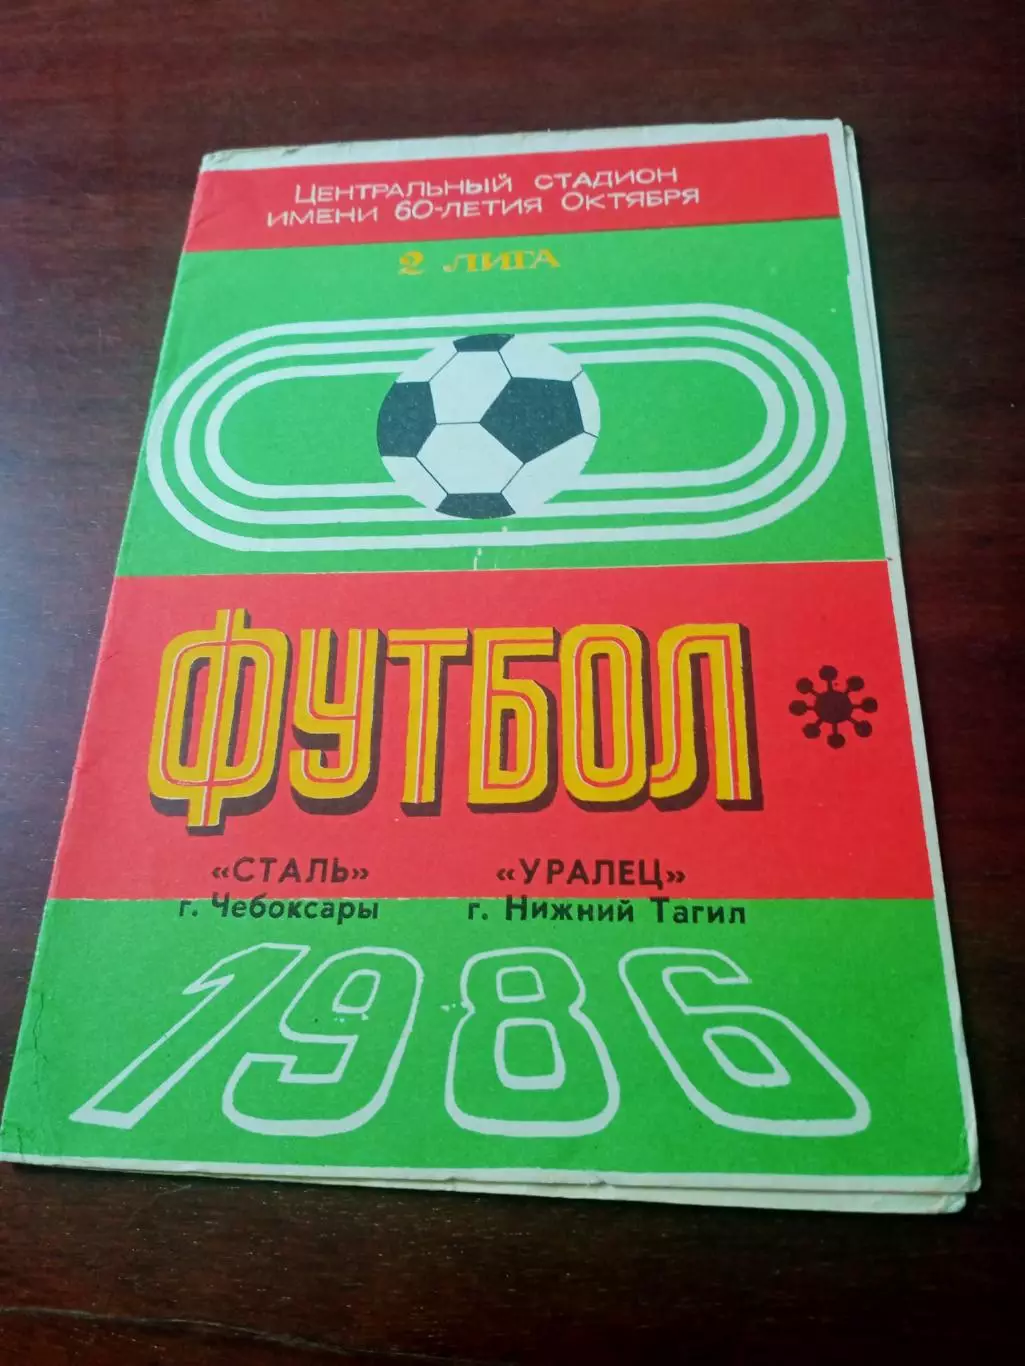 ЦЕНТРАЛЬНЫЙ СТАДИОН
ИМЕНИ 60-ЛЕТИЯ ОКТЯБРЯ
2 ЛИГА
ФУТБОЛ
«СТАЛЬ» «УРАЛЕЦ»
г. Чебоксары г. Нижний Тагил
1986